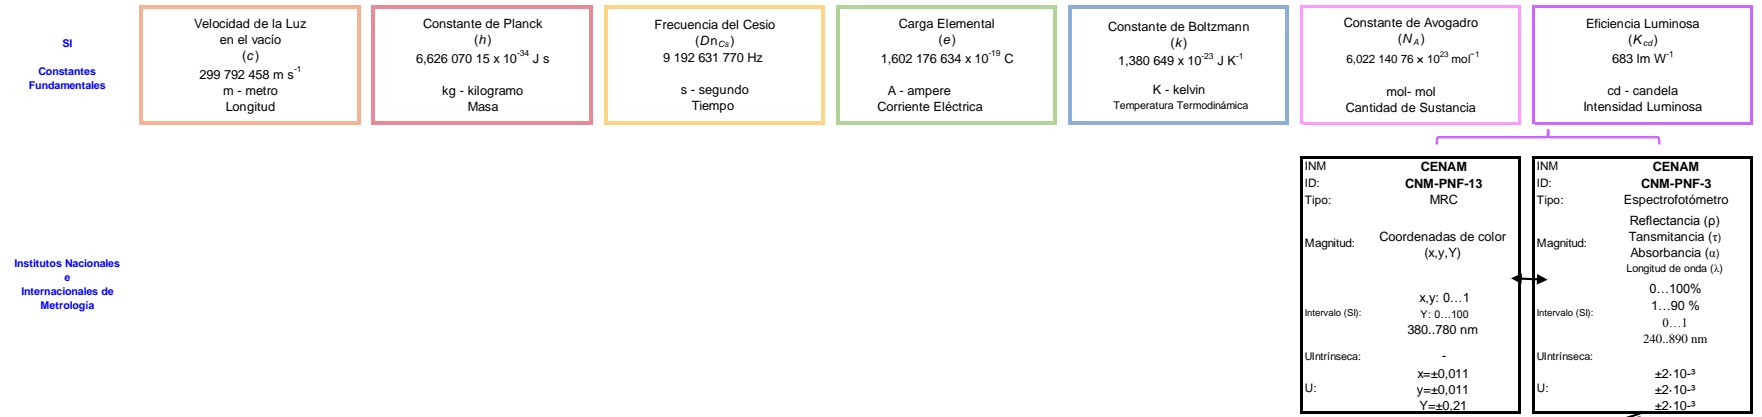 SI
Constantes
Fundamentales
Velocidad de la Luz
en el vacío
(c)
299 792 458 m s-1
m - metro
Longitud
Constante de Planck
(h)
6,626 070 15 x 10-34 J s
kg - kilogramo
Masa
Frecuencia del Cesio
(DnCs)
9 192 631 770 Hz
s - segundo
Tiempo
Carga Elemental
(e)
1,602 176 634 x 10-19 C
A - ampere
Corriente Eléctrica
Constante de Boltzmann
(k)
1,380 649 x 10-23 J K-1
K - kelvin
Temperatura Termodinámica
Constante de Avogadro
(NA)
6,022 140 76 × 1023 mol−1
mol- mol
Cantidad de Sustancia
Eficiencia Luminosa
(Kcd)
683 lm W-1
cd - candela
Intensidad Luminosa
Institutos Nacionales
e
Internacionales de
Metrología
INM CENAM
ID: CNM-PNF-13
Tipo: MRC
Magnitud: Coordenadas de color
(x,y,Y)
Intervalo (SI): x,y: 0…1
Y: 0…100
380..780 nm
UIntrínseca: -
U: x=±0,011
y=±0,011
Y=±0,21
INM CENAM
ID: CNM-PNF-3
Tipo: Espectrofotómetro
Magnitud: Reflectancia (ρ)
Tansmitancia (τ)
Absorbancia (α)
Longitud de onda (λ)
Intervalo (SI): 0…100%
1…90 %
0…1
240..890 nm
UIntrínseca:
U: ±2·10-³
±2·10-³
±2·10-³